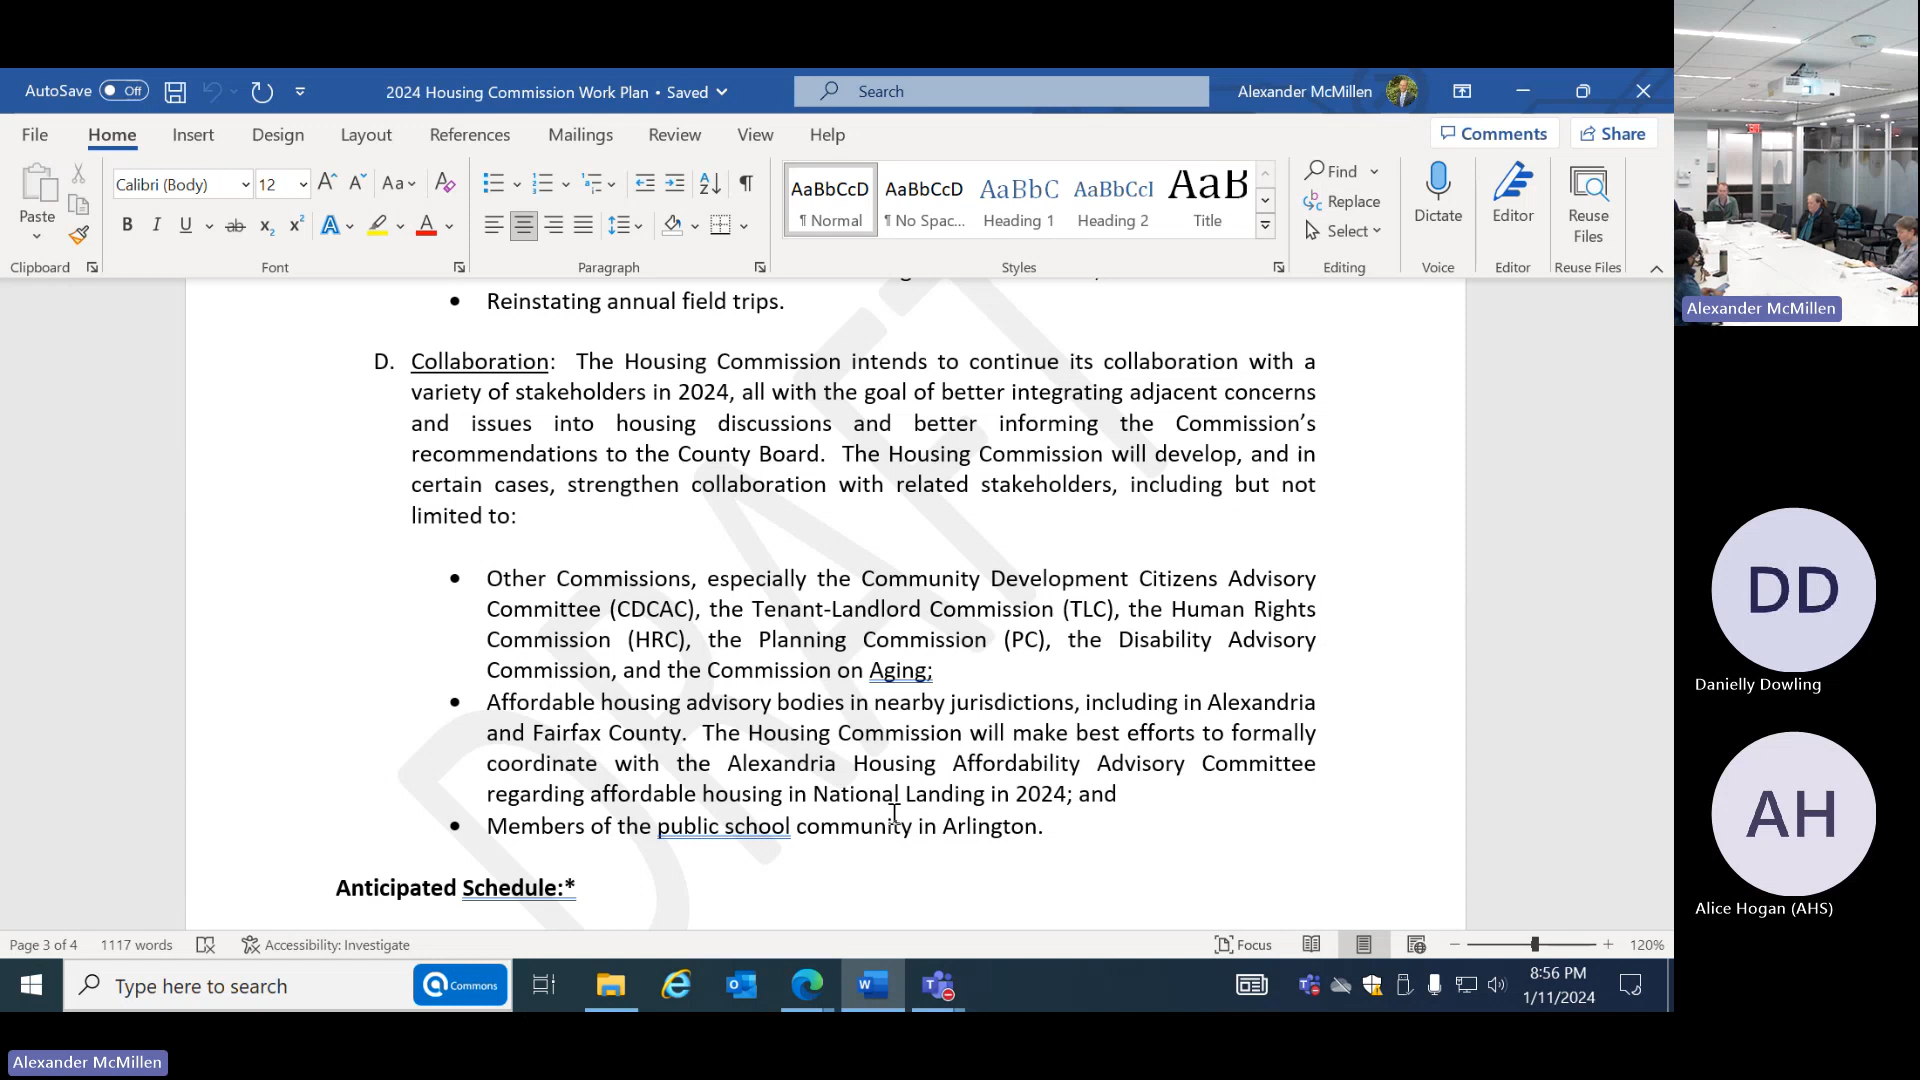 AutoSave Off 2024 Housing Commission Work Plan • Saved Search Alexander McMillen
File Home Insert Design Layout References Mailings Review View Help Comments Share
Paste Calibri (Body) 12 Aa AaBbCcD AaBbCcD AaBbC AaBbCcI AaB Find Replace Select Dictate Editor Reuse Files
¶ Normal ¶ No Spac... Heading 1 Heading 2 Title
Clipboard Font Paragraph Styles Editing Voice Editor Reuse Files
• Reinstating annual field trips.
D. Collaboration: The Housing Commission intends to continue its collaboration with a
variety of stakeholders in 2024, all with the goal of better integrating adjacent concerns
and issues into housing discussions and better informing the Commission’s
recommendations to the County Board. The Housing Commission will develop, and in
certain cases, strengthen collaboration with related stakeholders, including but not
limited to:
• Other Commissions, especially the Community Development Citizens Advisory
Committee (CDCAC), the Tenant-Landlord Commission (TLC), the Human Rights
Commission (HRC), the Planning Commission (PC), the Disability Advisory
Commission, and the Commission on Aging;
• Affordable housing advisory bodies in nearby jurisdictions, including in Alexandria
and Fairfax County. The Housing Commission will make best efforts to formally
coordinate with the Alexandria Housing Affordability Advisory Committee
regarding affordable housing in National Landing in 2024; and
• Members of the public school community in Arlington.
Anticipated Schedule:*
DRAFT
Page 3 of 4 1117 words Accessibility: Investigate Focus 120%
Type here to search Commons 8:56 PM
1/11/2024
Alexander McMillen
DD
Danielly Dowling
AH
Alice Hogan (AHS)
Alexander McMillen